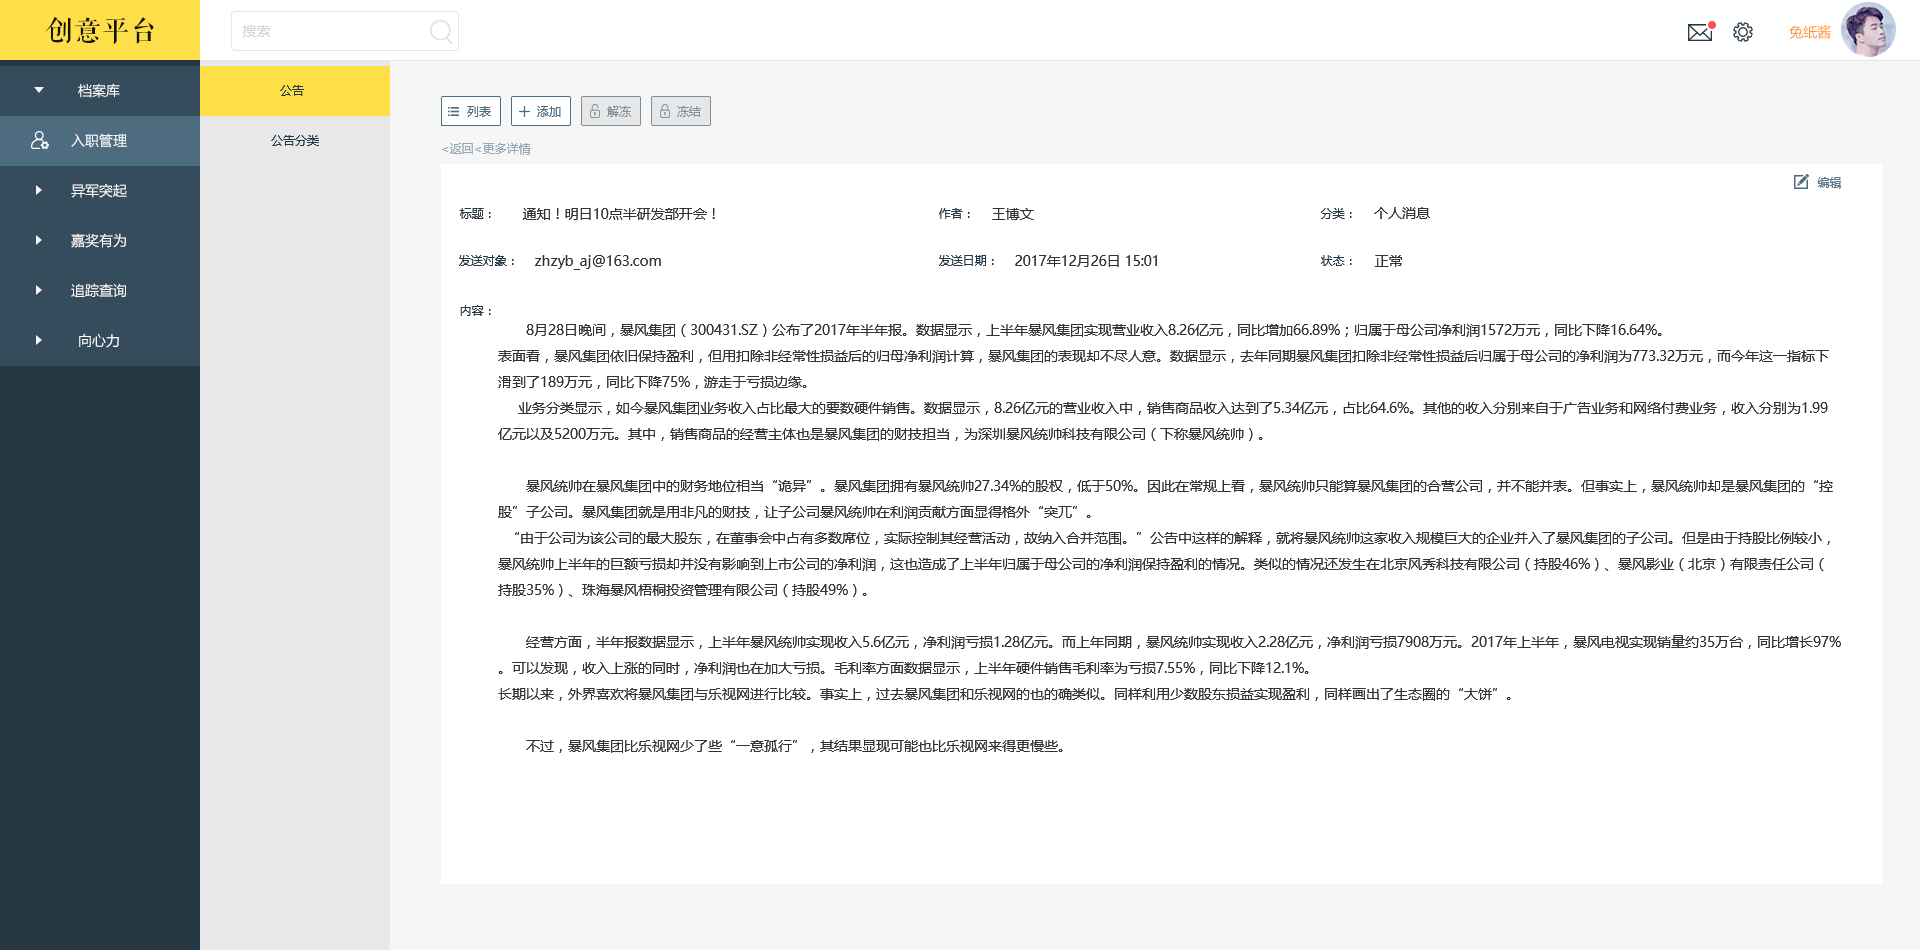 创意平台
搜索
兔纸酱
档案库
入职管理
异军突起
嘉奖有为
追踪查询
向心力
公告
公告分类
列表 添加 解冻 冻结
<返回<更多详情
编辑
标题： 通知！明日10点半研发部开会！ 作者： 王博文 分类： 个人消息
发送对象： zhzyb_aj@163.com 发送日期： 2017年12月26日 15:01 状态： 正常
内容：
8月28日晚间，暴风集团（300431.SZ）公布了2017年半年报。数据显示，上半年暴风集团实现营业收入8.26亿元，同比增加66.89%；归属于母公司净利润1572万元，同比下降16.64%。
表面看，暴风集团依旧保持盈利，但用扣除非经常性损益后的归母净利润计算，暴风集团的表现却不尽人意。数据显示，去年同期暴风集团扣除非经常性损益后归属于母公司的净利润为773.32万元，而今年这一指标下
滑到了189万元，同比下降75%，游走于亏损边缘。
业务分类显示，如今暴风集团业务收入占比最大的要数硬件销售。数据显示，8.26亿元的营业收入中，销售商品收入达到了5.34亿元，占比64.6%。其他的收入分别来自于广告业务和网络付费业务，收入分别为1.99
亿元以及5200万元。其中，销售商品的经营主体也是暴风集团的财技担当，为深圳暴风统帅科技有限公司（下称暴风统帅）。
暴风统帅在暴风集团中的财务地位相当“诡异”。暴风集团拥有暴风统帅27.34%的股权，低于50%。因此在常规上看，暴风统帅只能算暴风集团的合营公司，并不能并表。但事实上，暴风统帅却是暴风集团的“控
股”子公司。暴风集团就是用非凡的财技，让子公司暴风统帅在利润贡献方面显得格外“突兀”。
“由于公司为该公司的最大股东，在董事会中占有多数席位，实际控制其经营活动，故纳入合并范围。”公告中这样的解释，就将暴风统帅这家收入规模巨大的企业并入了暴风集团的子公司。但是由于持股比例较小，
暴风统帅上半年的巨额亏损却并没有影响到上市公司的净利润，这也造成了上半年归属于母公司的净利润保持盈利的情况。类似的情况还发生在北京风秀科技有限公司（持股46%）、暴风影业（北京）有限责任公司（
持股35%）、珠海暴风梧桐投资管理有限公司（持股49%）。
经营方面，半年报数据显示，上半年暴风统帅实现收入5.6亿元，净利润亏损1.28亿元。而上年同期，暴风统帅实现收入2.28亿元，净利润亏损7908万元。2017年上半年，暴风电视实现销量约35万台，同比增长97%
。可以发现，收入上涨的同时，净利润也在加大亏损。毛利率方面数据显示，上半年硬件销售毛利率为亏损7.55%，同比下降12.1%。
长期以来，外界喜欢将暴风集团与乐视网进行比较。事实上，过去暴风集团和乐视网的也的确类似。同样利用少数股东损益实现盈利，同样画出了生态圈的“大饼”。
不过，暴风集团比乐视网少了些“一意孤行”，其结果显现可能也比乐视网来得更慢些。